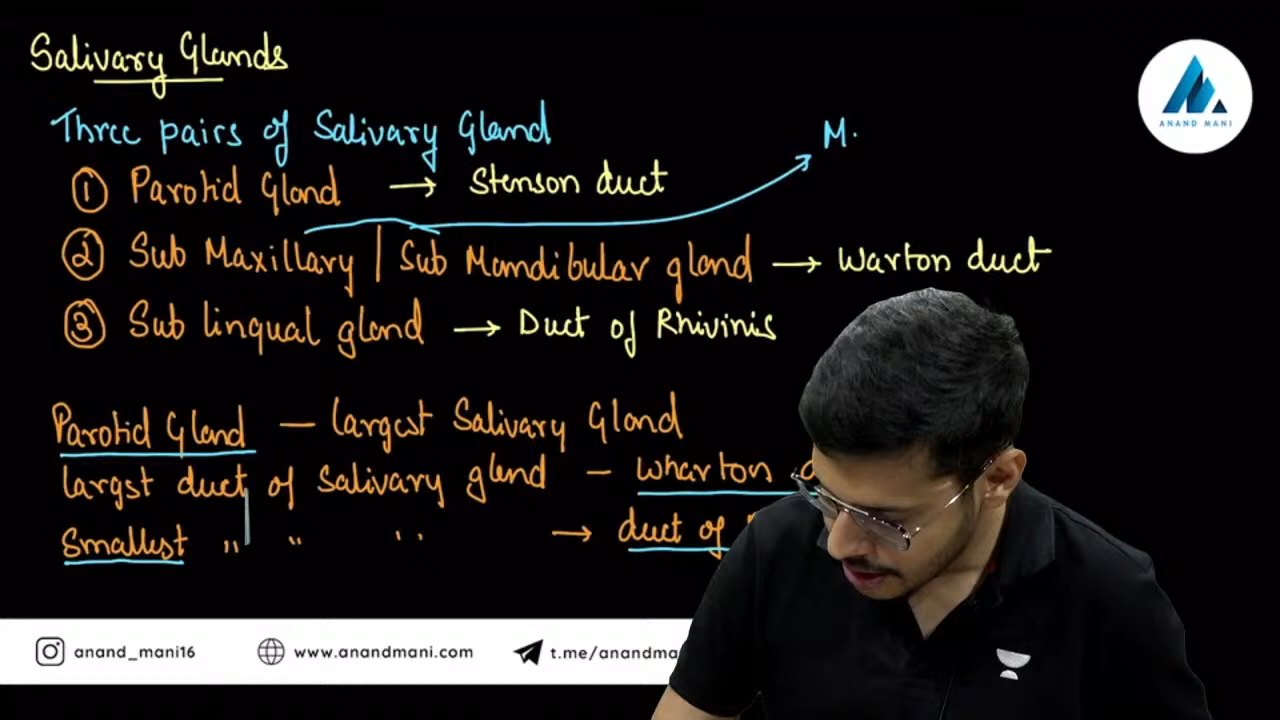 Salivary Glands
Three pairs of Salivary Gland
M.
① Parotid Gland → Stenson duct
② Sub Maxillary | Sub Mandibular gland → Warton duct
③ Sub lingual gland → Duct of Rhivinis
Parotid Gland — largest Salivary Gland
largst duct of salivary gland – wharton
Smallest " " " → duct of
ANAND MANI
anand_mani16
www.anandmani.com
t.me/anandma